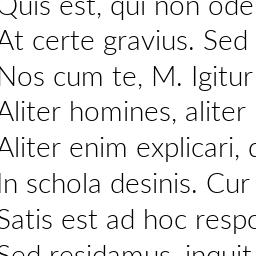 Quis est, qui non ode
At certe gravius. Sed
Nos cum te, M. Igitur
Aliter homines, aliter
Aliter enim explicari,
In schola desinis. Cur
Satis est ad hoc respo
Sed residamus, inquit